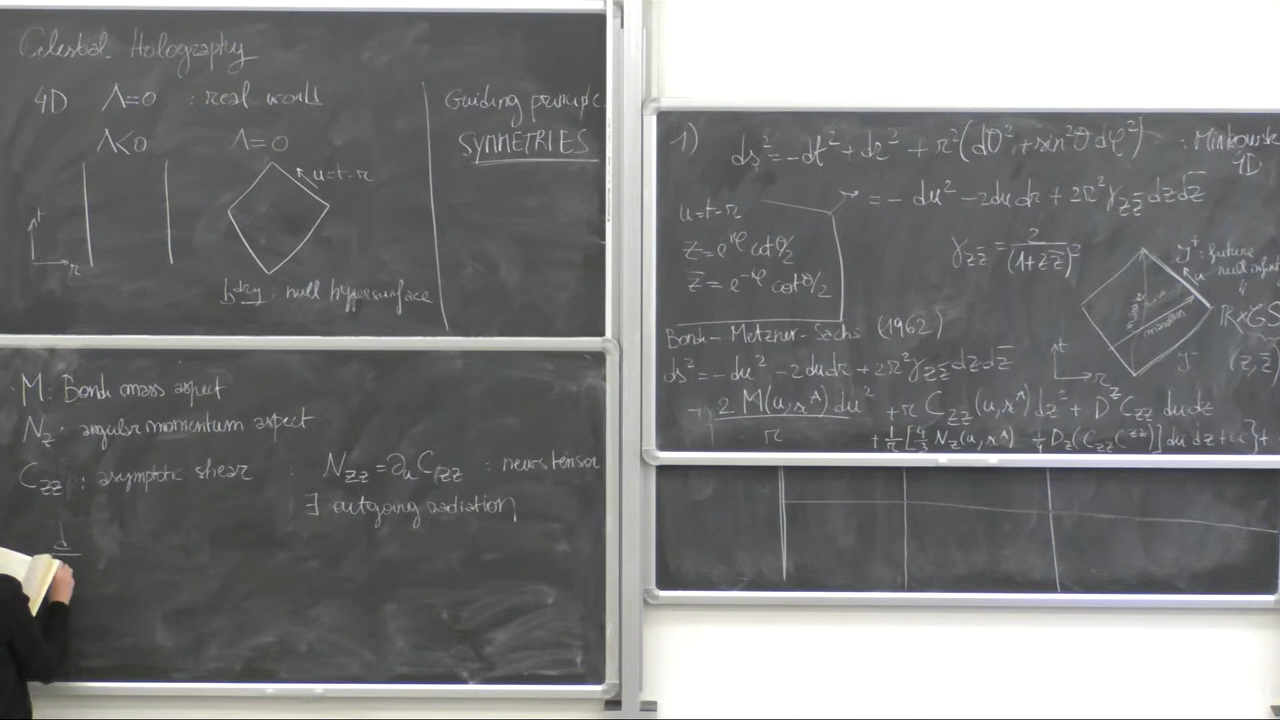 Celestial Holography
4D Λ=0 : real world
Λ<0 Λ=0
u=t-r
t
r
bdry : null hypersurface
Guiding principle
SYMMETRIES
M : Bondi mass aspect
N_z : angular momentum aspect
C_zz : asymptotic shear : N_zz = ∂_u C_zz : news tensor
∃ outgoing radiation
d
1) ds² = -dt² + dr² + r²(dθ² + sin²θ dφ²) : Minkowski 4D
= - du² - 2du dr + 2r² γ_zz̄ dz dz̄
u=t-r
z = e^{iφ} cot θ/2
z̄ = e^{-iφ} cot θ/2
γ_zz̄ = 2/(1+zz̄)²
𝓘⁺ : future
null infinity
u
massless
𝓘⁻
ℝ×CS
(z, z̄)
t
r
Bondi - Metzner - Sachs (1962)
ds² = - du² - 2du dr + 2r² γ_zz̄ dz dz̄
+ 2 M(u,x^A)/r du² + r C_zz(u,x^A) dz² + D^z C_zz du dz
+ 1/r [4/3 N_z(u,x^A) - 1/4 D_z(C_zz C^zz)] du dz + cc} +